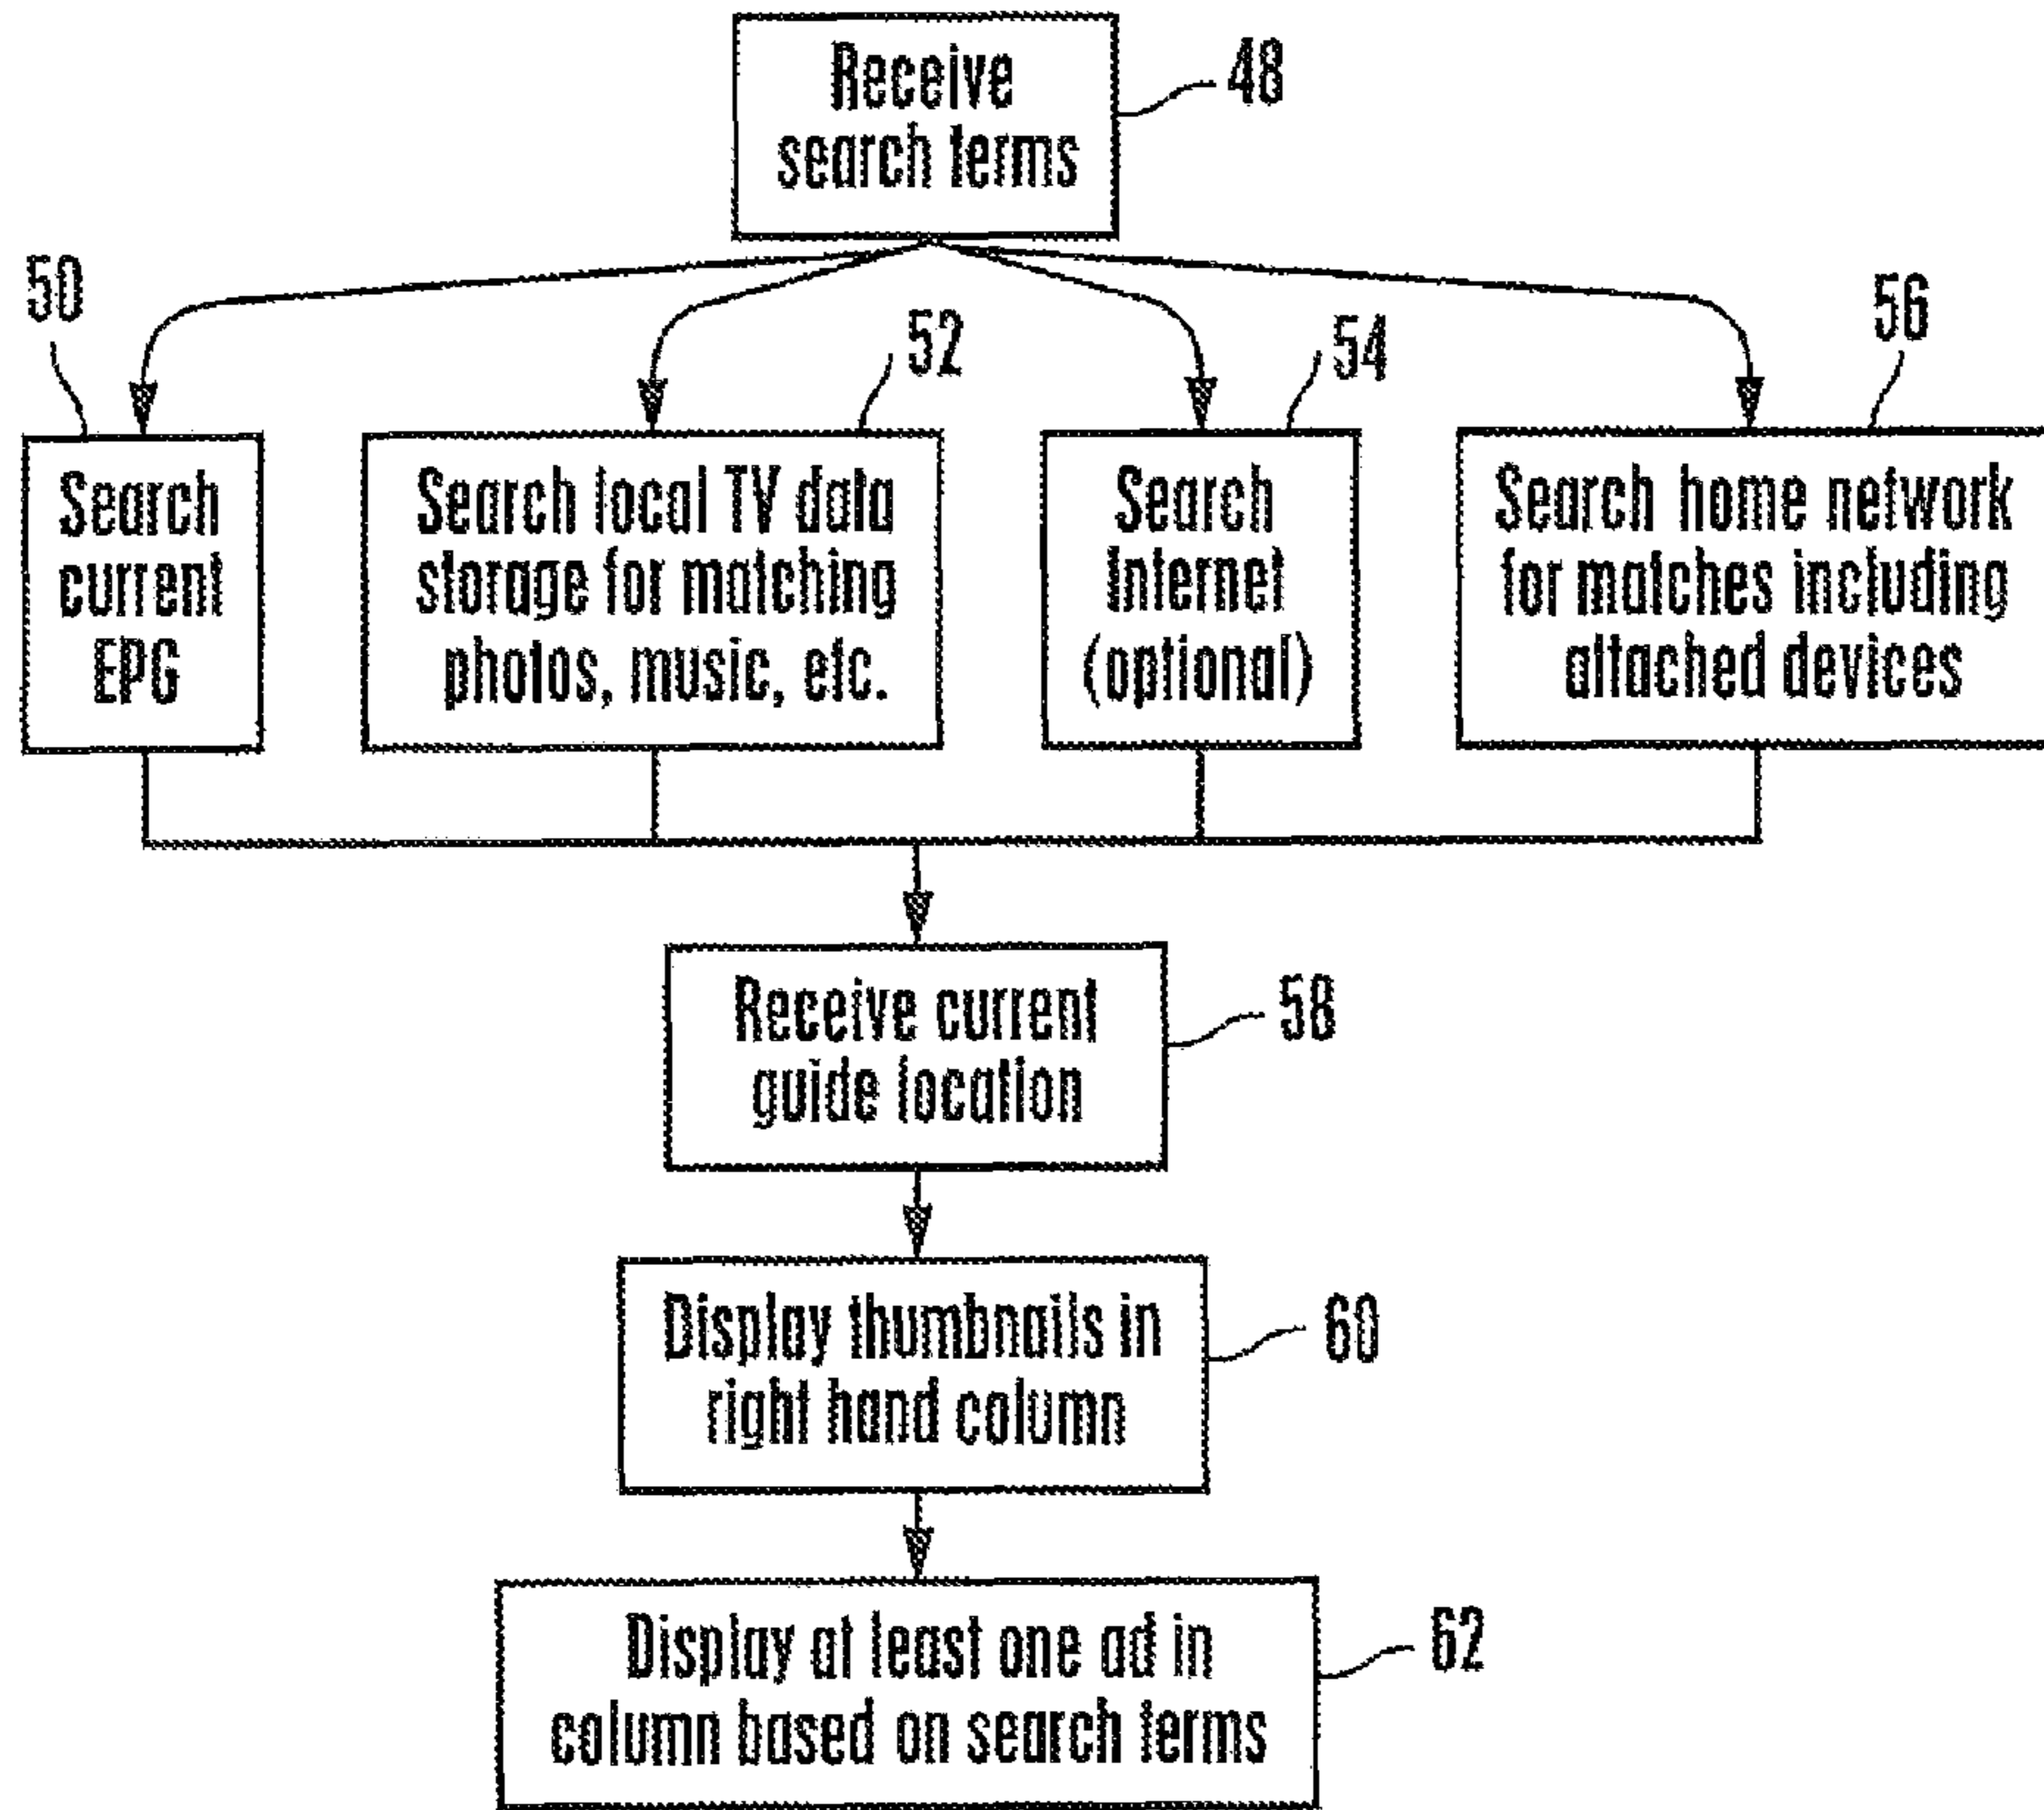 Receive
search terms
48
50
52
54
56
Search
current
EPG
Search local TV data
storage for matching
photos, music, etc.
Search
Internet
(optional)
Search home network
for matches including
attached devices
Receive current
guide location
58
Display thumbnails in
right hand column
60
Display at least one ad in
column based on search terms
62